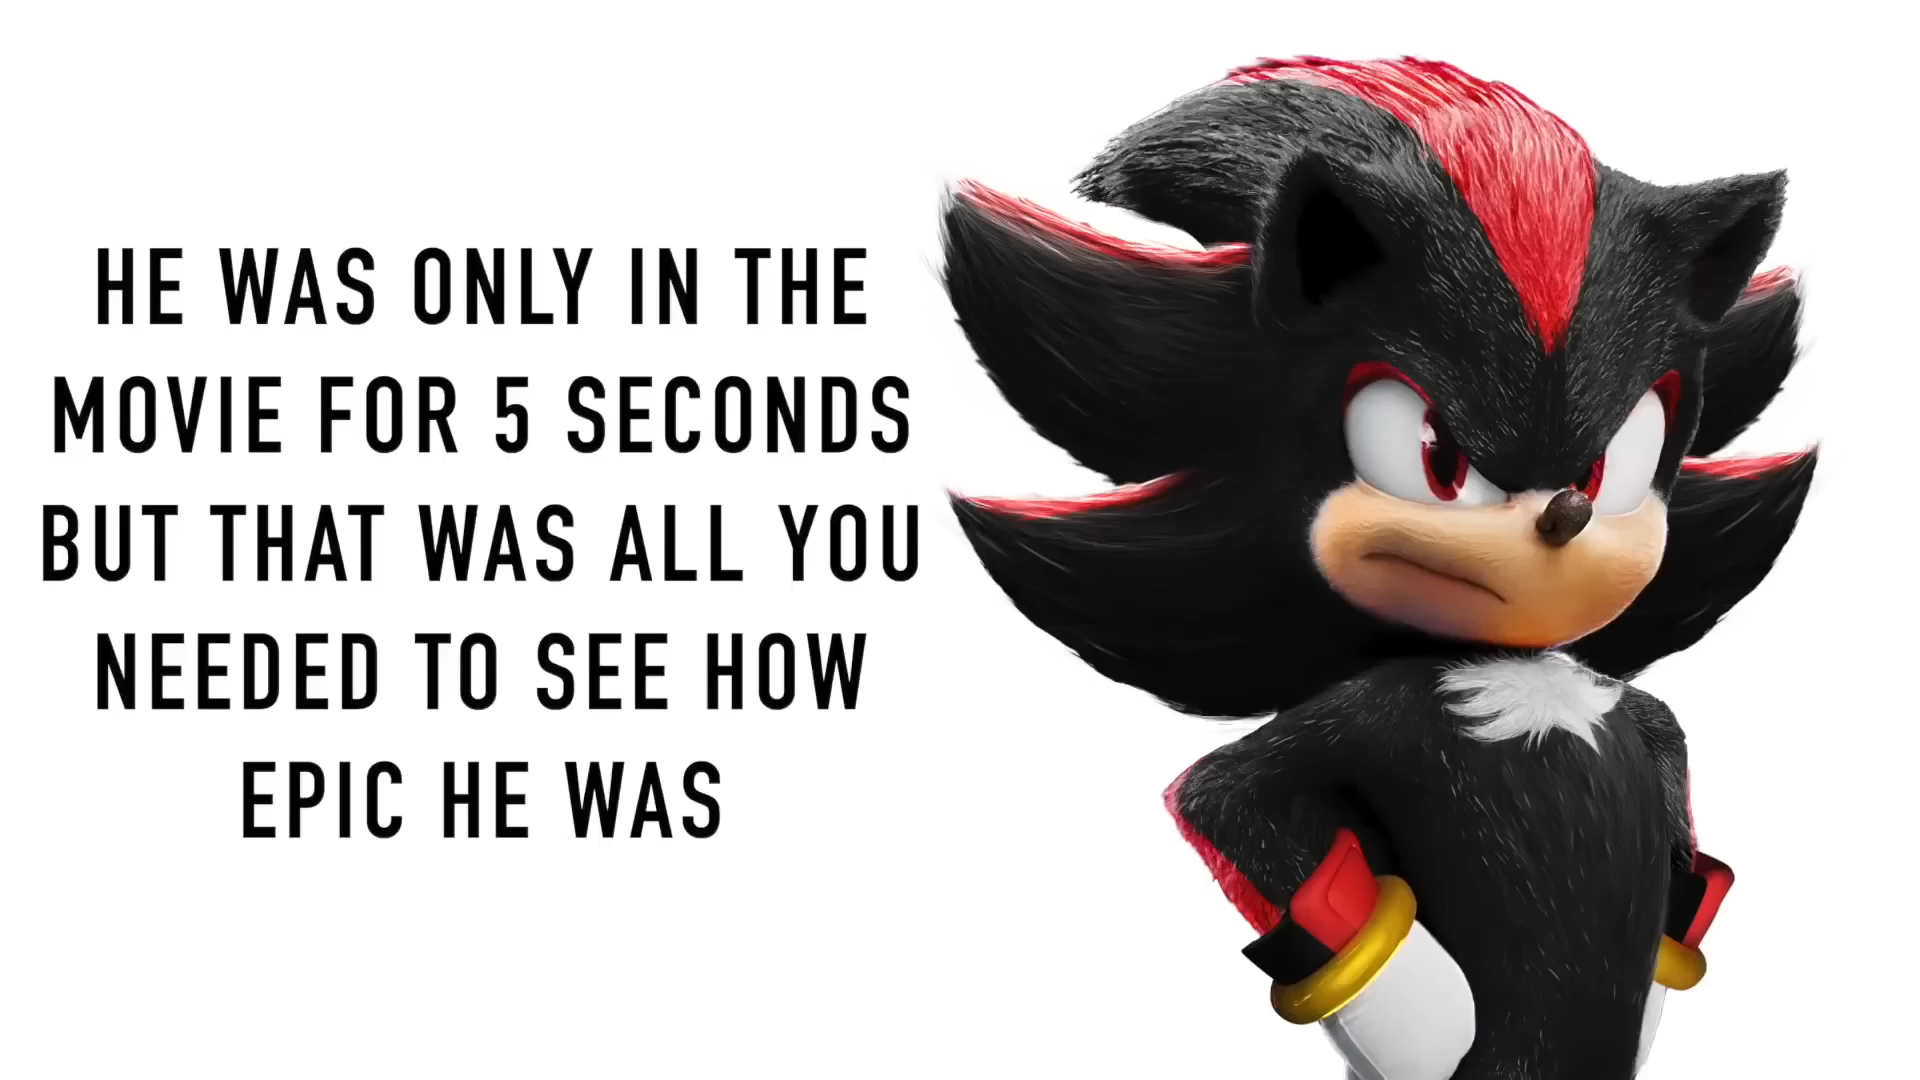 HE WAS ONLY IN THE
MOVIE FOR 5 SECONDS
BUT THAT WAS ALL YOU
NEEDED TO SEE HOW
EPIC HE WAS